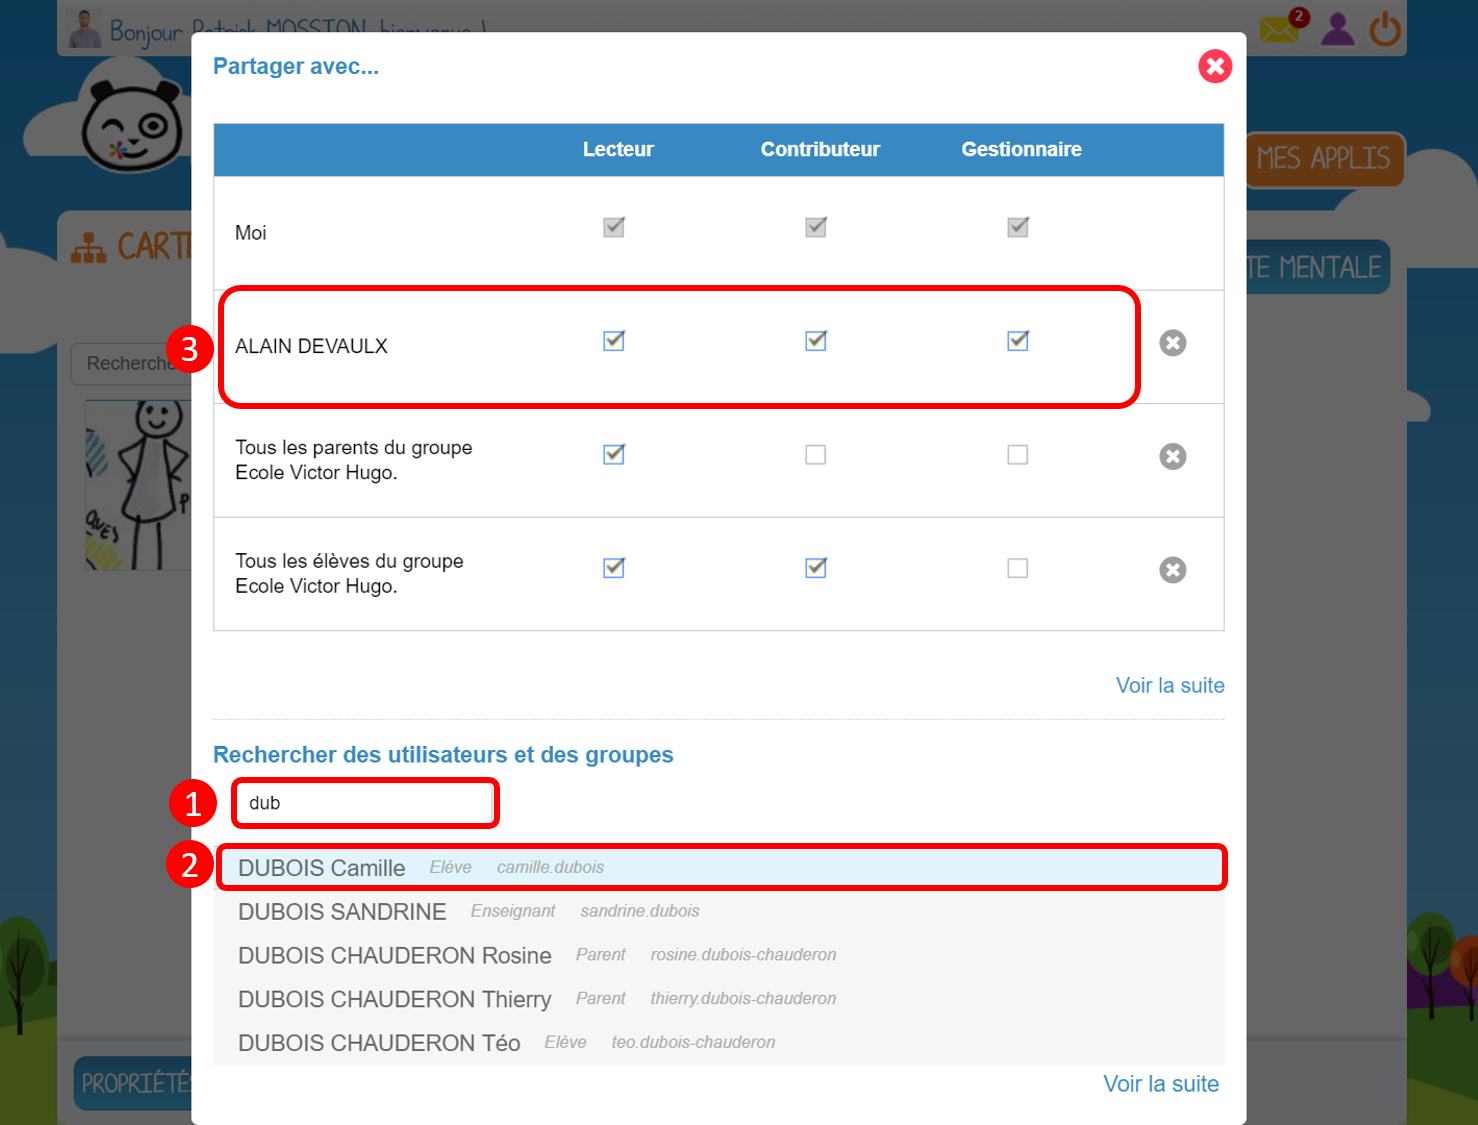 Bonjour Patrick MOSSION, bienvenue !
2
Partager avec...
MES APPLIS
Lecteur Contributeur Gestionnaire
Moi
CARTE
TE MENTALE
3
ALAIN DEVAULX
Recherche
Tous les parents du groupe
Ecole Victor Hugo.
Tous les élèves du groupe
Ecole Victor Hugo.
Voir la suite
Rechercher des utilisateurs et des groupes
1
dub
2
DUBOIS Camille Elève camille.dubois
DUBOIS SANDRINE Enseignant sandrine.dubois
DUBOIS CHAUDERON Rosine Parent rosine.dubois-chauderon
DUBOIS CHAUDERON Thierry Parent thierry.dubois-chauderon
DUBOIS CHAUDERON Téo Elève teo.dubois-chauderon
PROPRIÉTÉS
Voir la suite